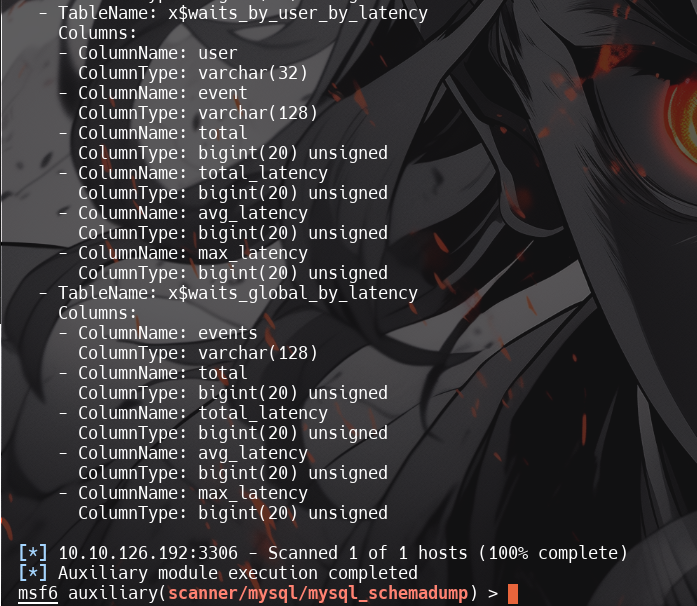 - TableName: x$waits_by_user_by_latency
Columns:
- ColumnName: user
ColumnType: varchar(32)
- ColumnName: event
ColumnType: varchar(128)
- ColumnName: total
ColumnType: bigint(20) unsigned
- ColumnName: total_latency
ColumnType: bigint(20) unsigned
- ColumnName: avg_latency
ColumnType: bigint(20) unsigned
- ColumnName: max_latency
ColumnType: bigint(20) unsigned
- TableName: x$waits_global_by_latency
Columns:
- ColumnName: events
ColumnType: varchar(128)
- ColumnName: total
ColumnType: bigint(20) unsigned
- ColumnName: total_latency
ColumnType: bigint(20) unsigned
- ColumnName: avg_latency
ColumnType: bigint(20) unsigned
- ColumnName: max_latency
ColumnType: bigint(20) unsigned
[*] 10.10.126.192:3306 - Scanned 1 of 1 hosts (100% complete)
[*] Auxiliary module execution completed
msf6 auxiliary(scanner/mysql/mysql_schemadump) >